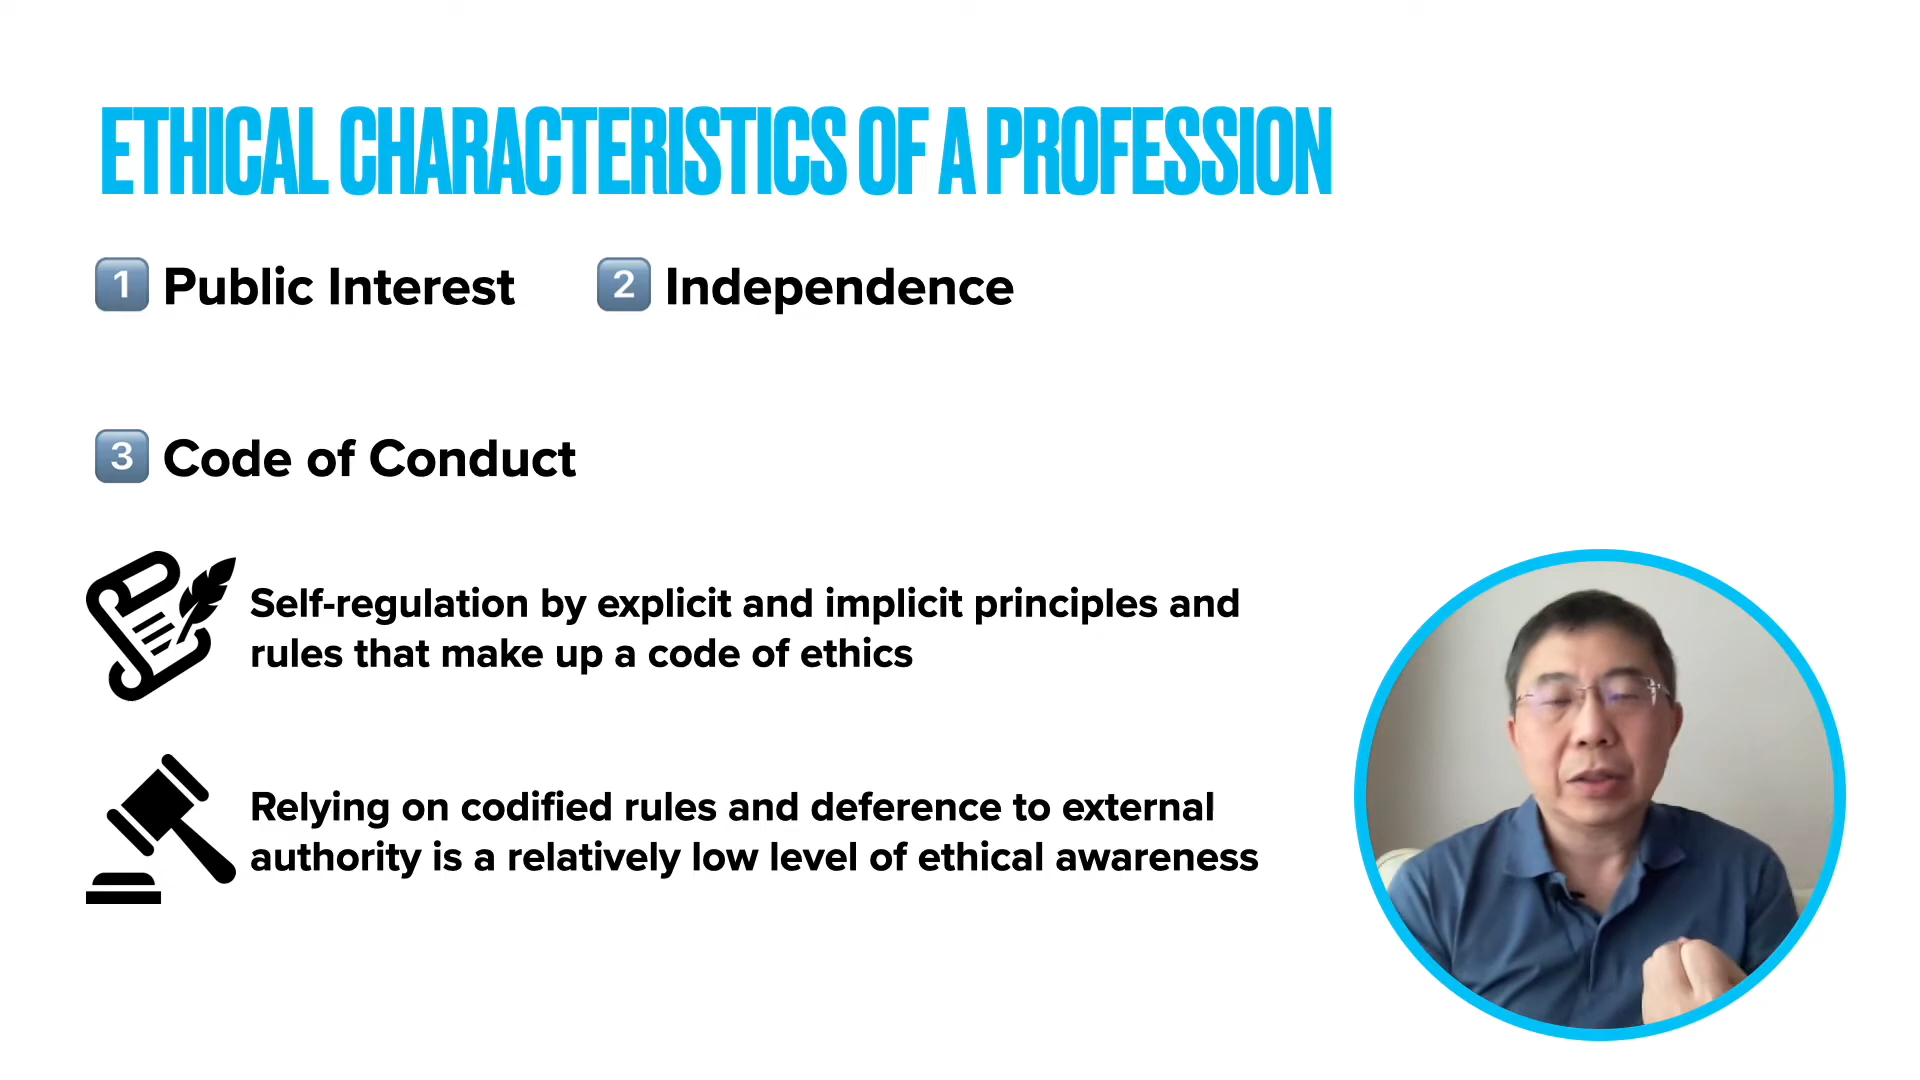 ETHICAL CHARACTERISTICS OF A PROFESSION
1 Public Interest
2 Independence
3 Code of Conduct
Self-regulation by explicit and implicit principles and
rules that make up a code of ethics
Relying on codified rules and deference to external
authority is a relatively low level of ethical awareness